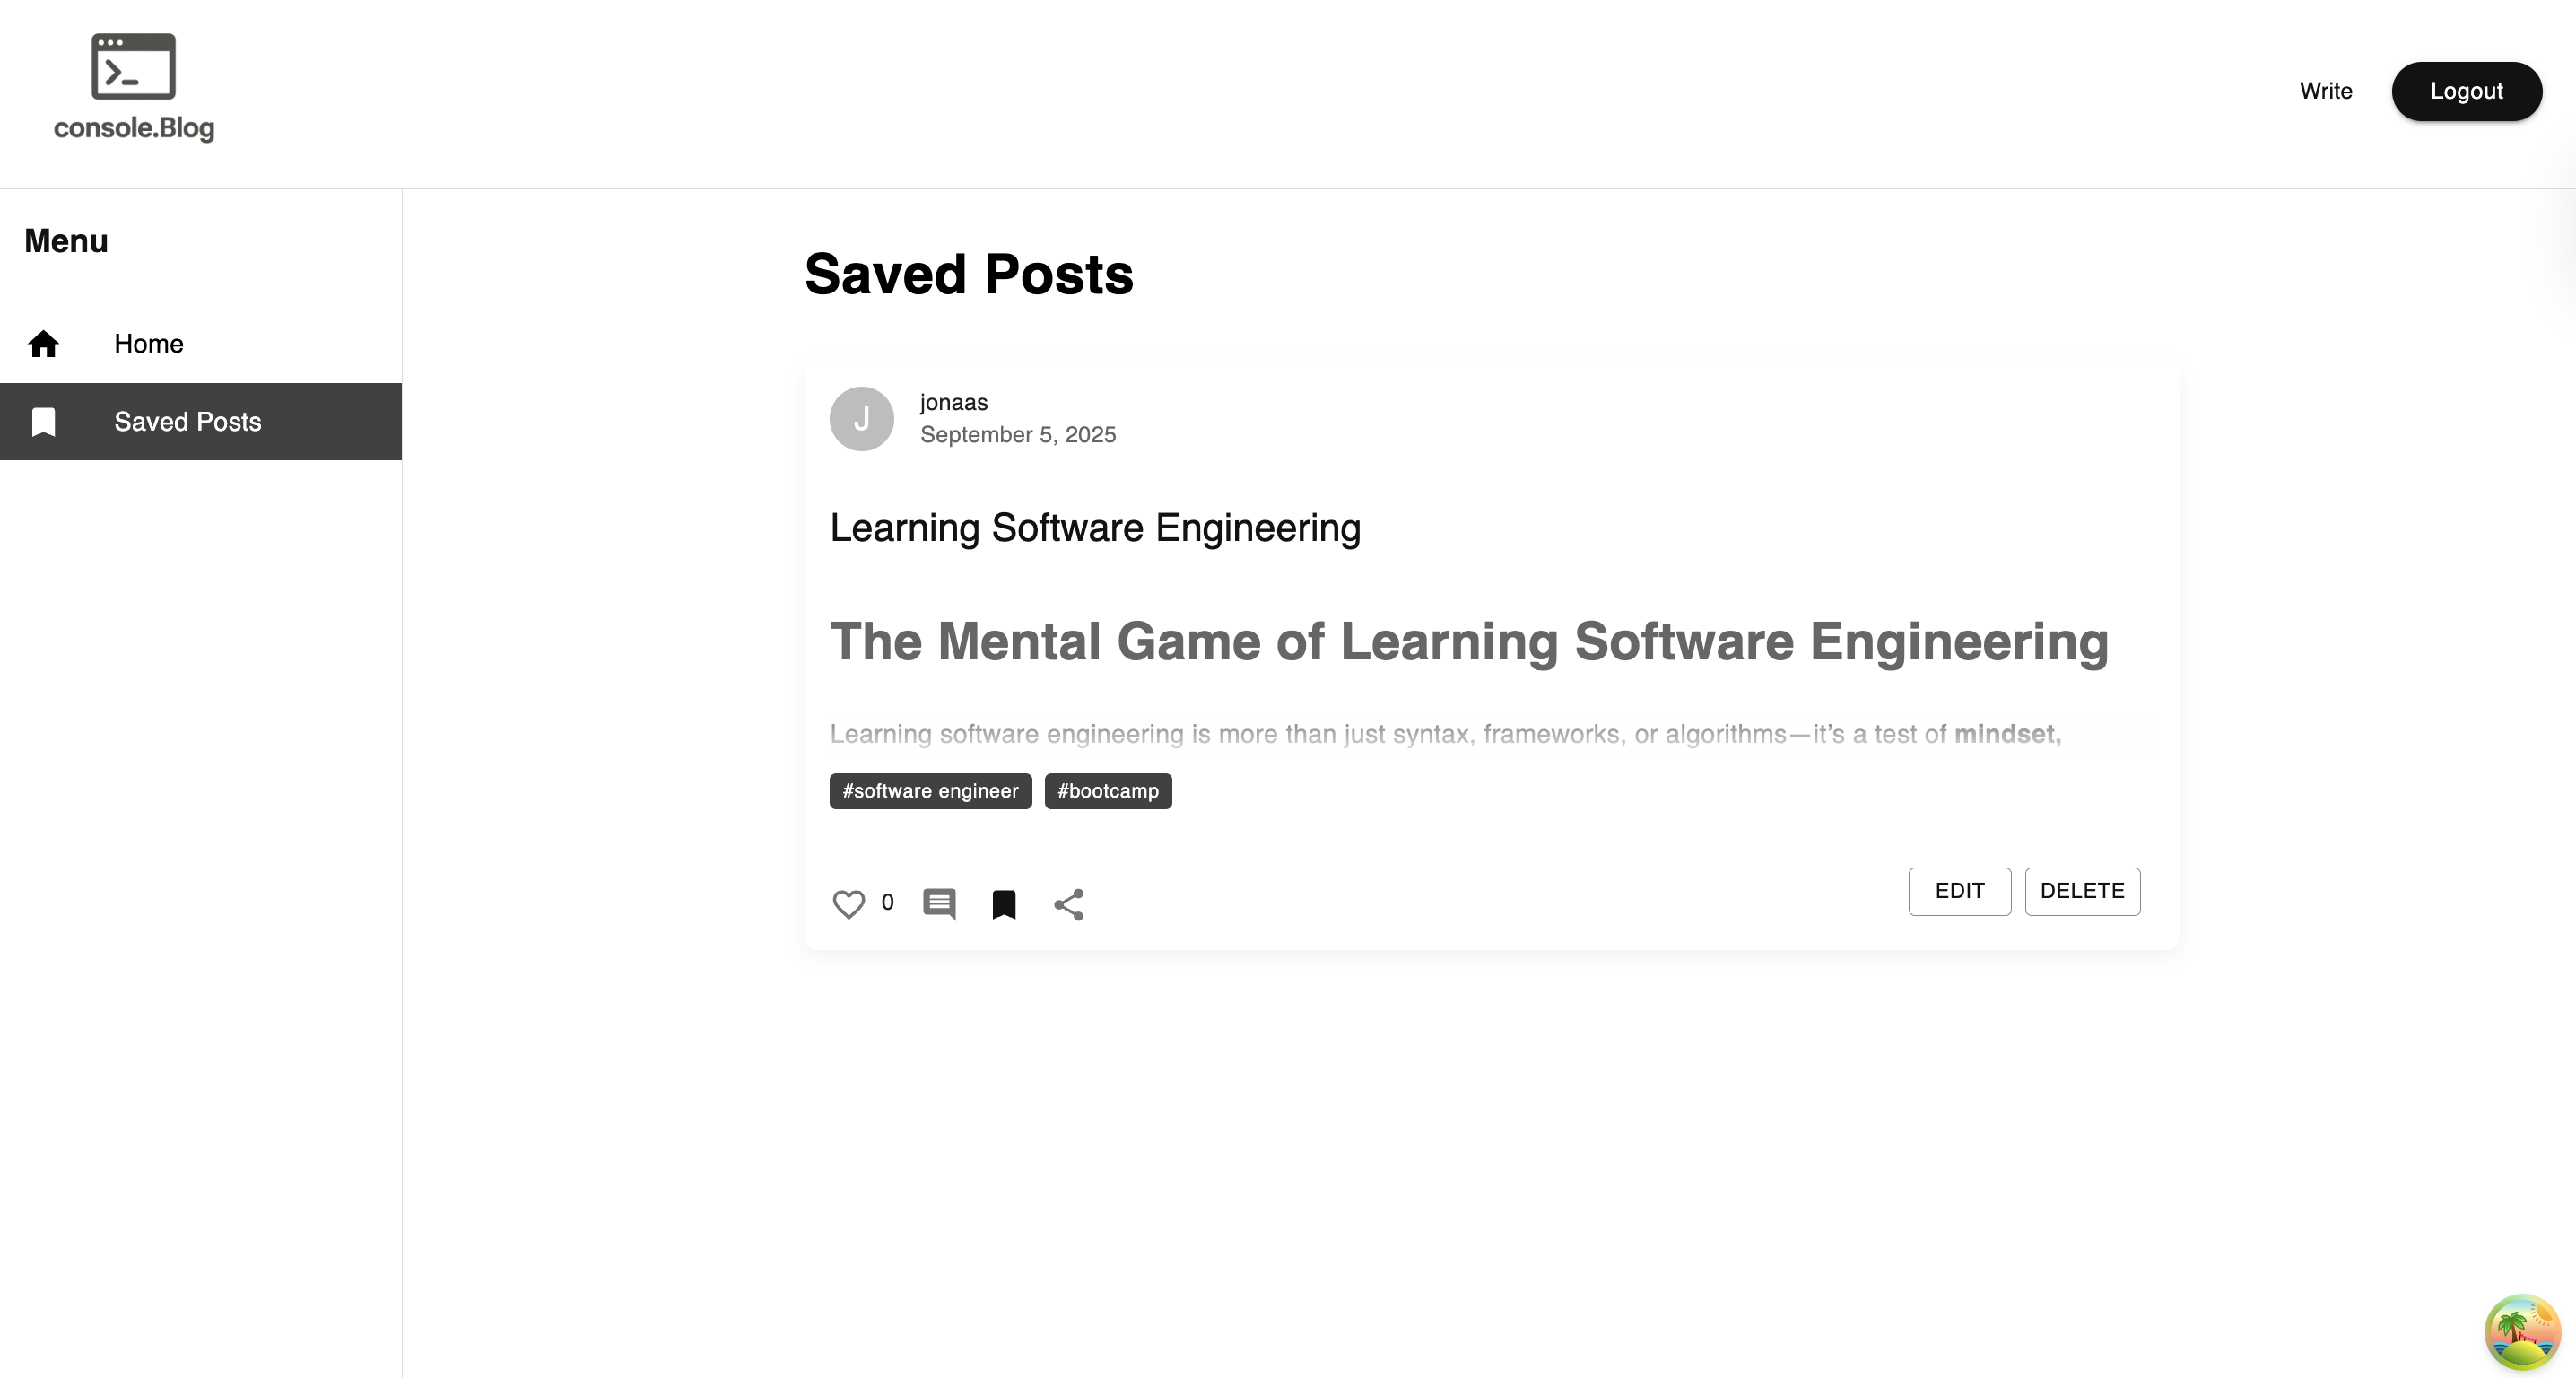 console.Blog
Write
Logout
Menu
Home
Saved Posts
Saved Posts
J
jonaas
September 5, 2025
Learning Software Engineering
The Mental Game of Learning Software Engineering
Learning software engineering is more than just syntax, frameworks, or algorithms—it’s a test of mindset,
#software engineer
#bootcamp
0
EDIT
DELETE